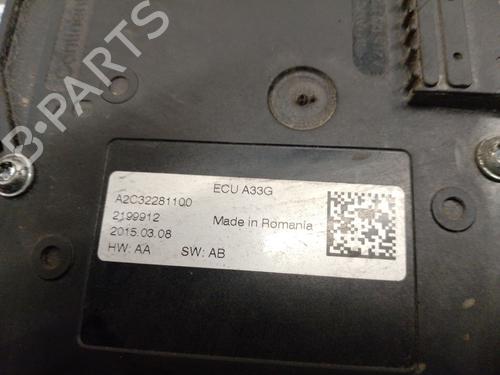 B-PARTS
ECU A33G
A2C32281100
2199912
Made in Romania
2015.03.08
HW: AA SW: AB